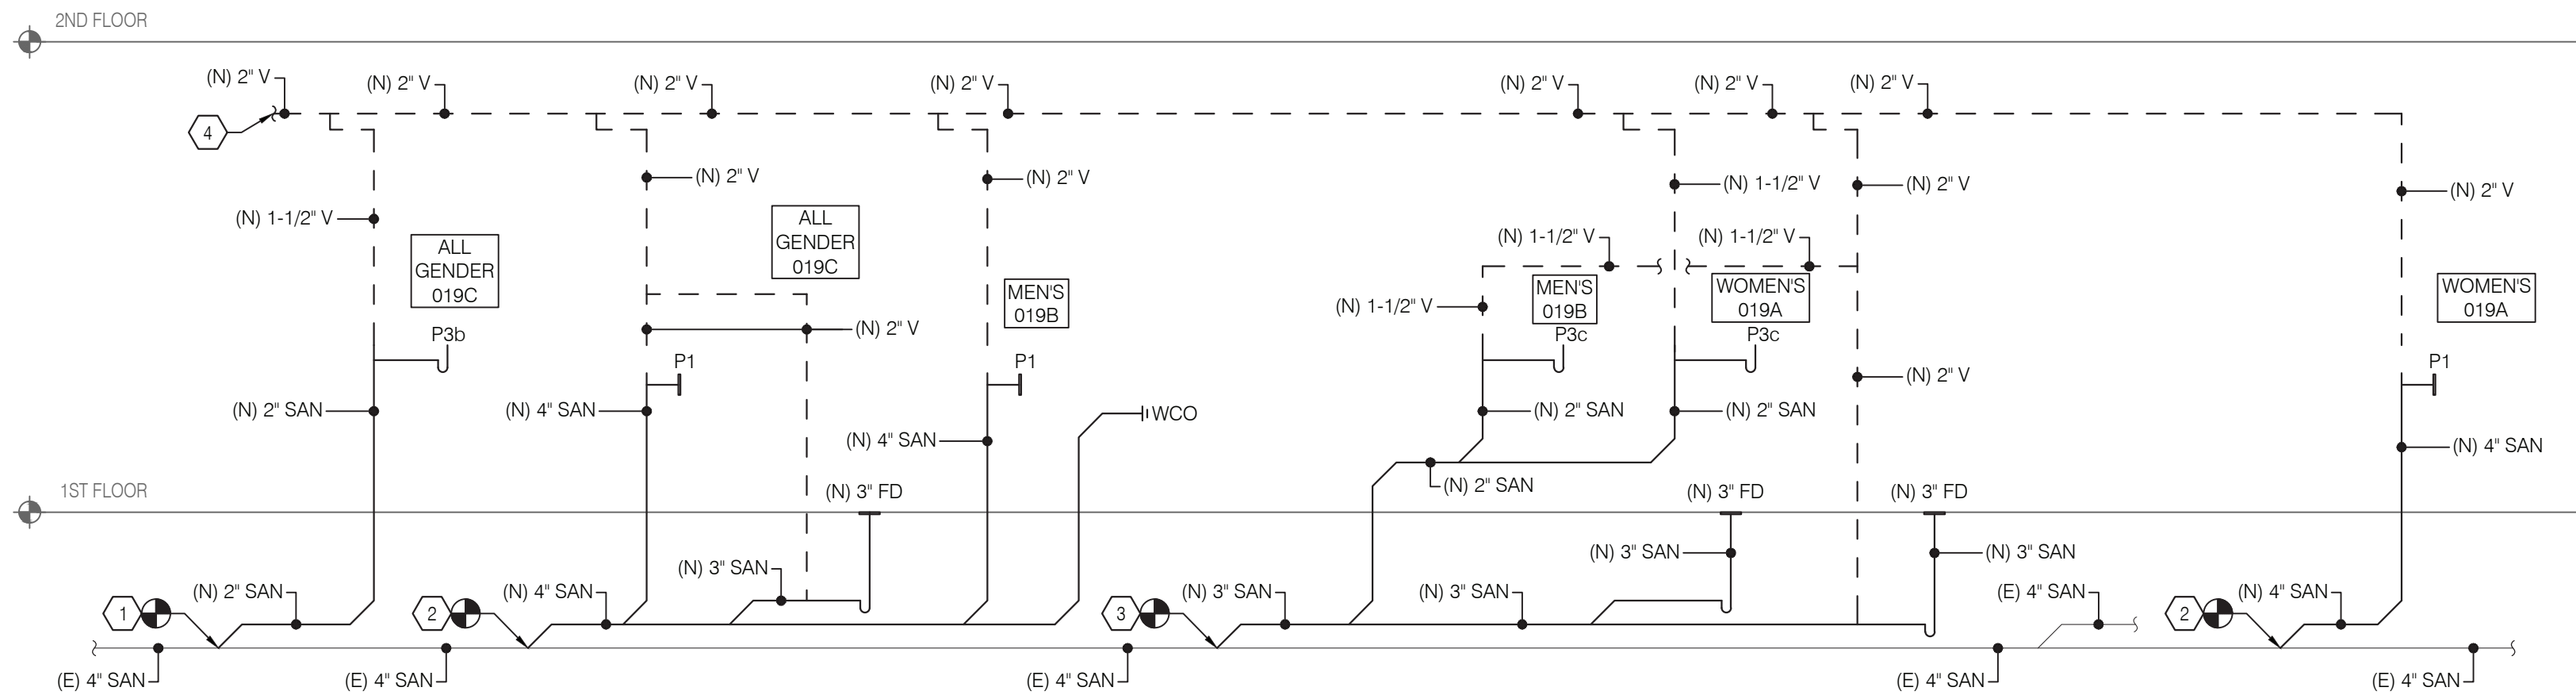 2ND FLOOR
(N) 2" V
(N) 2" V
(N) 2" V
(N) 2" V
(N) 2" V
(N) 2" V
(N) 2" V
4
(N) 2" V
(N) 2" V
(N) 1-1/2" V
(N) 2" V
(N) 2" V
(N) 1-1/2" V
ALL
GENDER
019C
ALL
GENDER
019C
(N) 1-1/2" V
(N) 1-1/2" V
MEN'S
019B
MEN'S
019B
WOMEN'S
019A
WOMEN'S
019A
(N) 1-1/2" V
P3b
(N) 2" V
P3c
P3c
P1
P1
(N) 2" V
P1
(N) 2" SAN
(N) 4" SAN
WCO
(N) 2" SAN
(N) 2" SAN
(N) 4" SAN
(N) 4" SAN
(N) 2" SAN
1ST FLOOR
(N) 3" FD
(N) 3" FD
(N) 3" FD
(N) 3" SAN
(N) 3" SAN
(N) 3" SAN
1
(N) 2" SAN
2
(N) 4" SAN
3
(N) 3" SAN
(N) 3" SAN
(E) 4" SAN
2
(N) 4" SAN
(E) 4" SAN
(E) 4" SAN
(E) 4" SAN
(E) 4" SAN
(E) 4" SAN